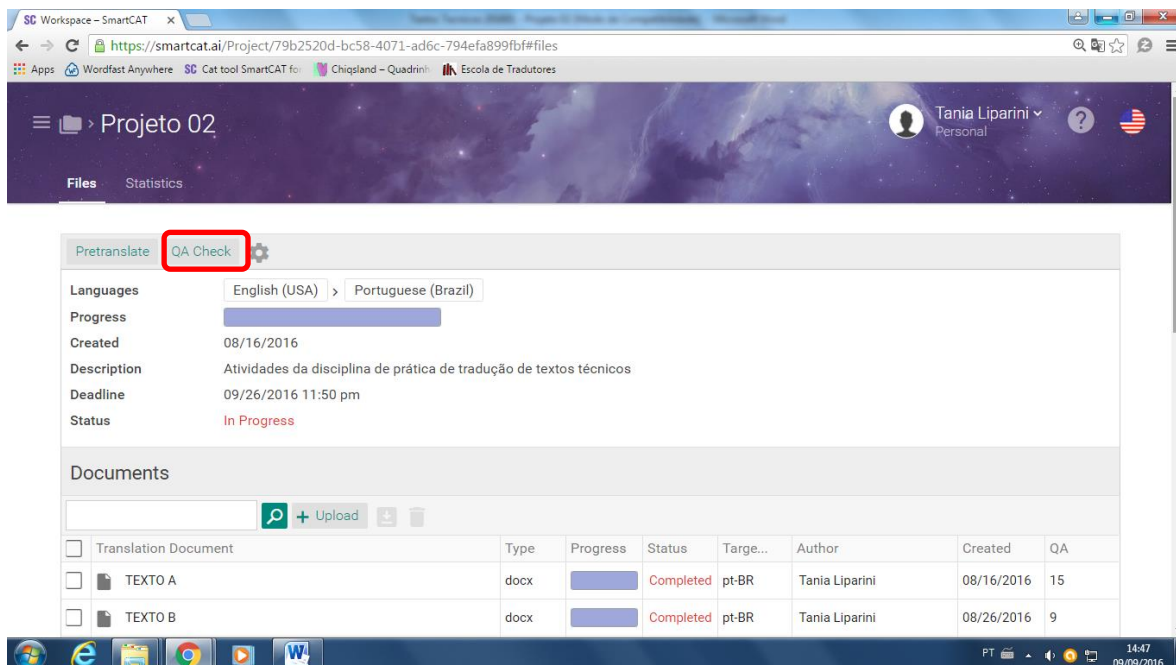 SC Workspace – SmartCAT x
https://smartcat.ai/Project/79b2520d-bc58-4071-ad6c-794efa899fbf#files
Apps Wordfast Anywhere SC Cat tool SmartCAT for Chiqsland – Quadrinh Escola de Tradutores
Projeto 02
Tania Liparini
Personal
?
Files Statistics
Pretranslate QA Check
Languages English (USA) > Portuguese (Brazil)
Progress
Created 08/16/2016
Description Atividades da disciplina de prática de tradução de textos técnicos
Deadline 09/26/2016 11:50 pm
Status In Progress
Documents
+ Upload
Translation Document Type Progress Status Targe... Author Created QA
TEXTO A docx Completed pt-BR Tania Liparini 08/16/2016 15
TEXTO B docx Completed pt-BR Tania Liparini 08/26/2016 9
PT 14:47
09/09/2016